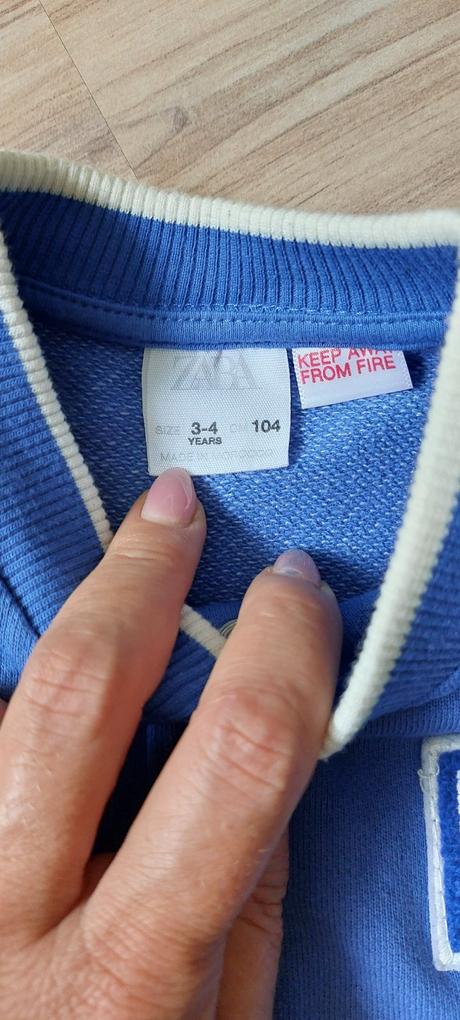 ZARA
SIZE 3-4 CM 104
YEARS
MADE IN MOROCCO
KEEP AWAY
FROM FIRE